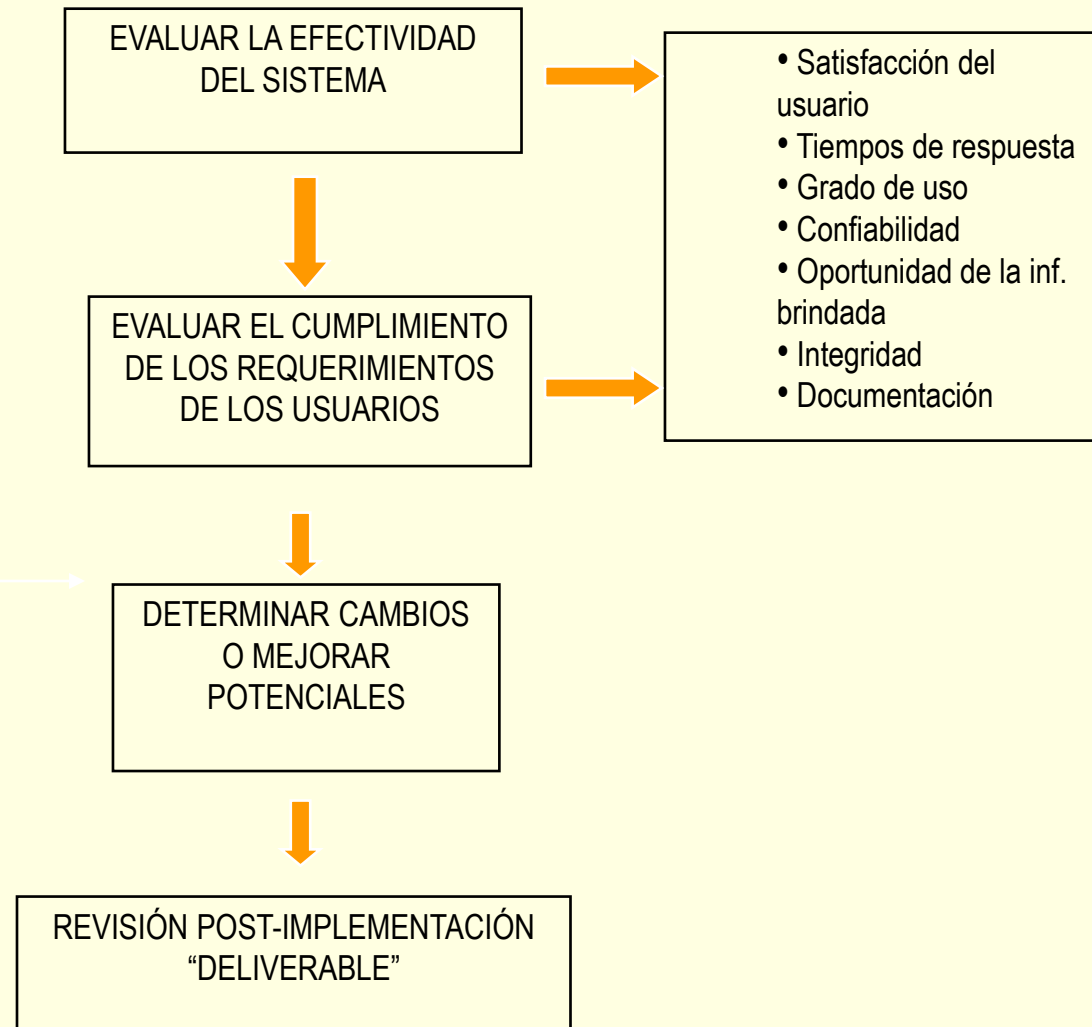 EVALUAR LA EFECTIVIDAD
DEL SISTEMA
• Satisfacción del
usuario
• Tiempos de respuesta
• Grado de uso
• Confiabilidad
• Oportunidad de la inf.
brindada
• Integridad
• Documentación
EVALUAR EL CUMPLIMIENTO
DE LOS REQUERIMIENTOS
DE LOS USUARIOS
DETERMINAR CAMBIOS
O MEJORAR
POTENCIALES
REVISIÓN POST-IMPLEMENTACIÓN
“DELIVERABLE”